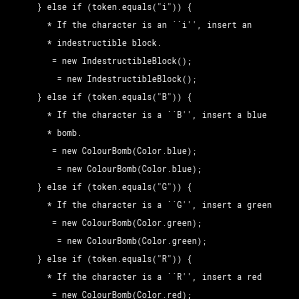 } else if (token.equals("i")) {
* If the character is an ``i'', insert an
* indestructible block.
= new IndestructibleBlock();
= new IndestructibleBlock();
} else if (token.equals("B")) {
* If the character is a ``B'', insert a blue
* bomb.
= new ColourBomb(Color.blue);
= new ColourBomb(Color.blue);
} else if (token.equals("G")) {
* If the character is a ``G'', insert a green
= new ColourBomb(Color.green);
= new ColourBomb(Color.green);
} else if (token.equals("R")) {
* If the character is a ``R'', insert a red
= new ColourBomb(Color.red);